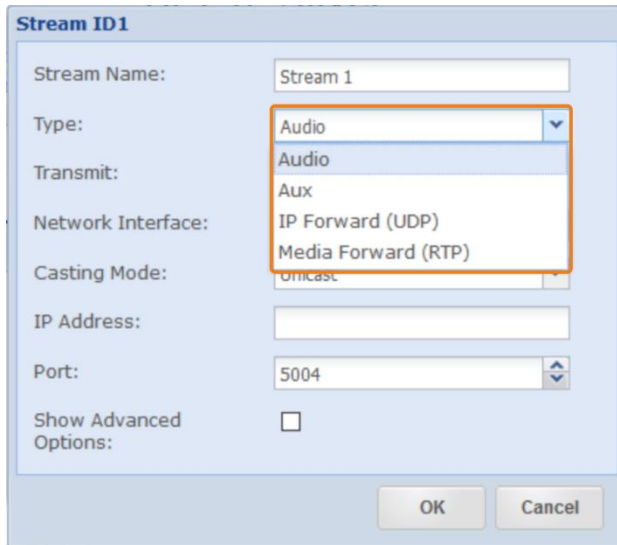 Stream ID1
Stream Name:
Stream 1
Type:
Audio
Audio
Aux
IP Forward (UDP)
Media Forward (RTP)
Transmit:
Network Interface:
Casting Mode:
Unicast
IP Address:
Port:
5004
Show Advanced
Options:
OK
Cancel